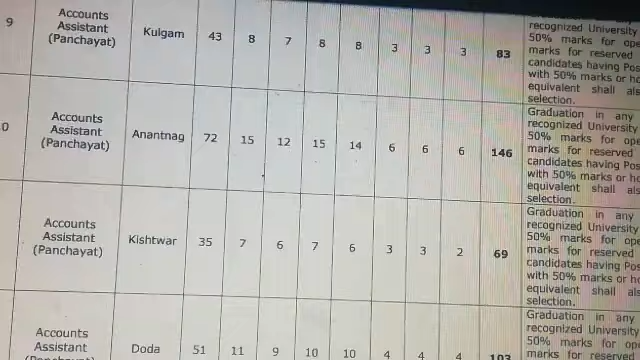 9 Accounts Assistant (Panchayat) Kulgam 43 8 7 8 8 3 3 3 83
recognized University
50% marks for ope
marks for reserved
candidates having Pos
with 50% marks or ho
equivalent shall als
selection.
0 Accounts Assistant (Panchayat) Anantnag 72 15 12 15 14 6 6 6 146
Graduation in any
recognized University
50% marks for ope
marks for reserved
candidates having Pos
with 50% marks or ho
equivalent shall als
selection.
Accounts Assistant (Panchayat) Kishtwar 35 7 6 7 6 3 3 2 69
Graduation in any
recognized University
50% marks for ope
marks for reserved
candidates having Pos
with 50% marks or ho
equivalent shall als
selection.
Accounts Assistant (Panchayat) Doda 51 11 9 10 10 4 4 4 103
Graduation in any
recognized University
50% marks for ope
marks for reserved